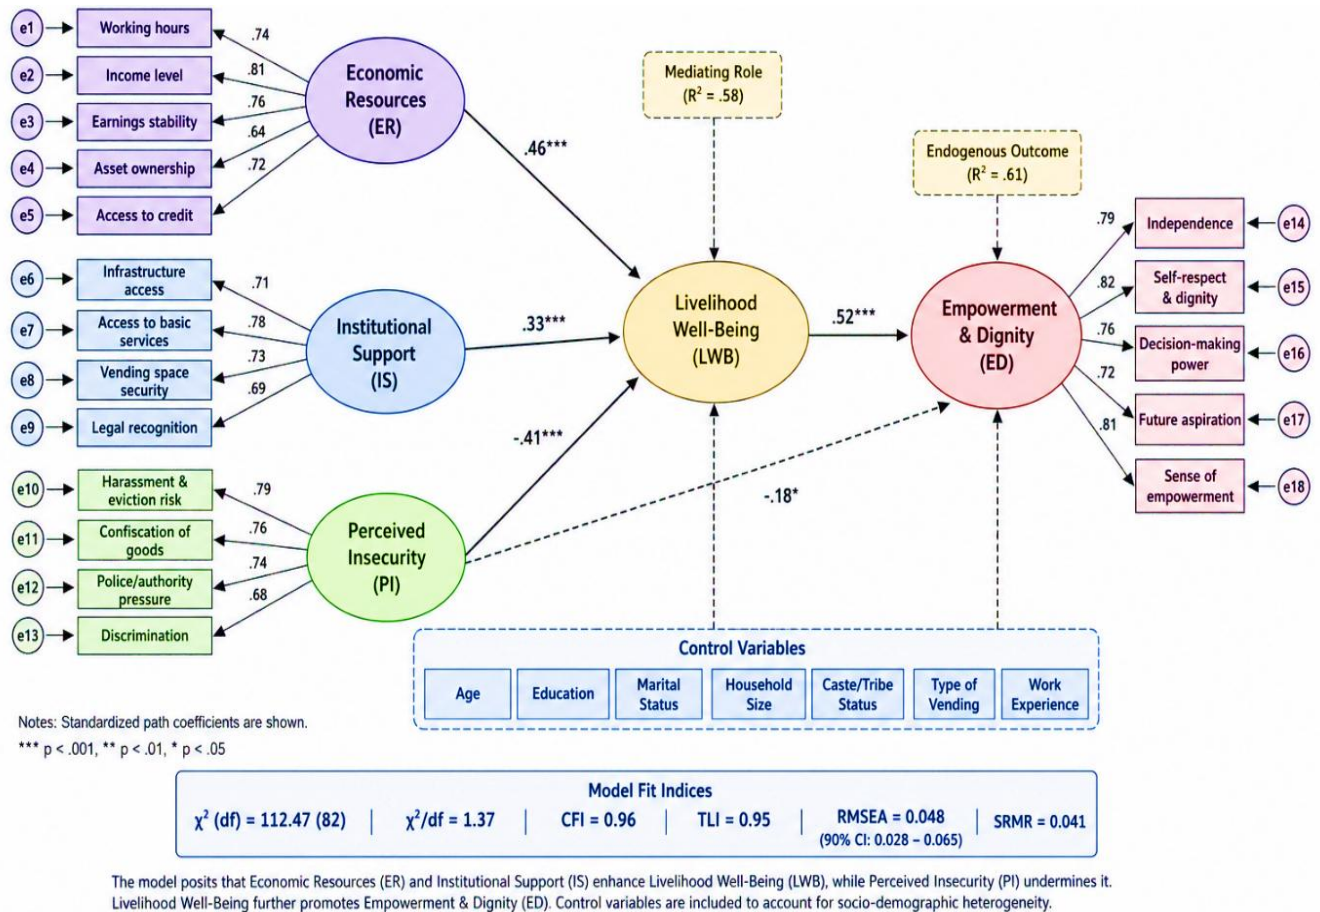 e1
Working hours
.74
e2
Income level
.81
e3
Earnings stability
.76
e4
Asset ownership
.64
e5
Access to credit
.72
Economic
Resources
(ER)
e6
Infrastructure
access
.71
e7
Access to basic
services
.78
e8
Vending space
security
.73
e9
Legal recognition
.69
Institutional
Support
(IS)
e10
Harassment &
eviction risk
.79
e11
Confiscation of
goods
.76
e12
Police/authority
pressure
.74
e13
Discrimination
.68
Perceived
Insecurity
(PI)
.46***
.33***
-.41***
-.18*
Mediating Role
(R² = .58)
Livelihood
Well-Being
(LWB)
.52***
Endogenous Outcome
(R² = .61)
Empowerment
& Dignity
(ED)
.79
Independence
e14
.82
Self-respect
& dignity
e15
.76
Decision-making
power
e16
.72
Future aspiration
e17
.81
Sense of
empowerment
e18
Control Variables
Age
Education
Marital
Status
Household
Size
Caste/Tribe
Status
Type of
Vending
Work
Experience
Notes: Standardized path coefficients are shown.
*** p < .001, ** p < .01, * p < .05
Model Fit Indices
χ² (df) = 112.47 (82)
χ²/df = 1.37
CFI = 0.96
TLI = 0.95
RMSEA = 0.048
(90% CI: 0.028 – 0.065)
SRMR = 0.041
The model posits that Economic Resources (ER) and Institutional Support (IS) enhance Livelihood Well-Being (LWB), while Perceived Insecurity (PI) undermines it.
Livelihood Well-Being further promotes Empowerment & Dignity (ED). Control variables are included to account for socio-demographic heterogeneity.